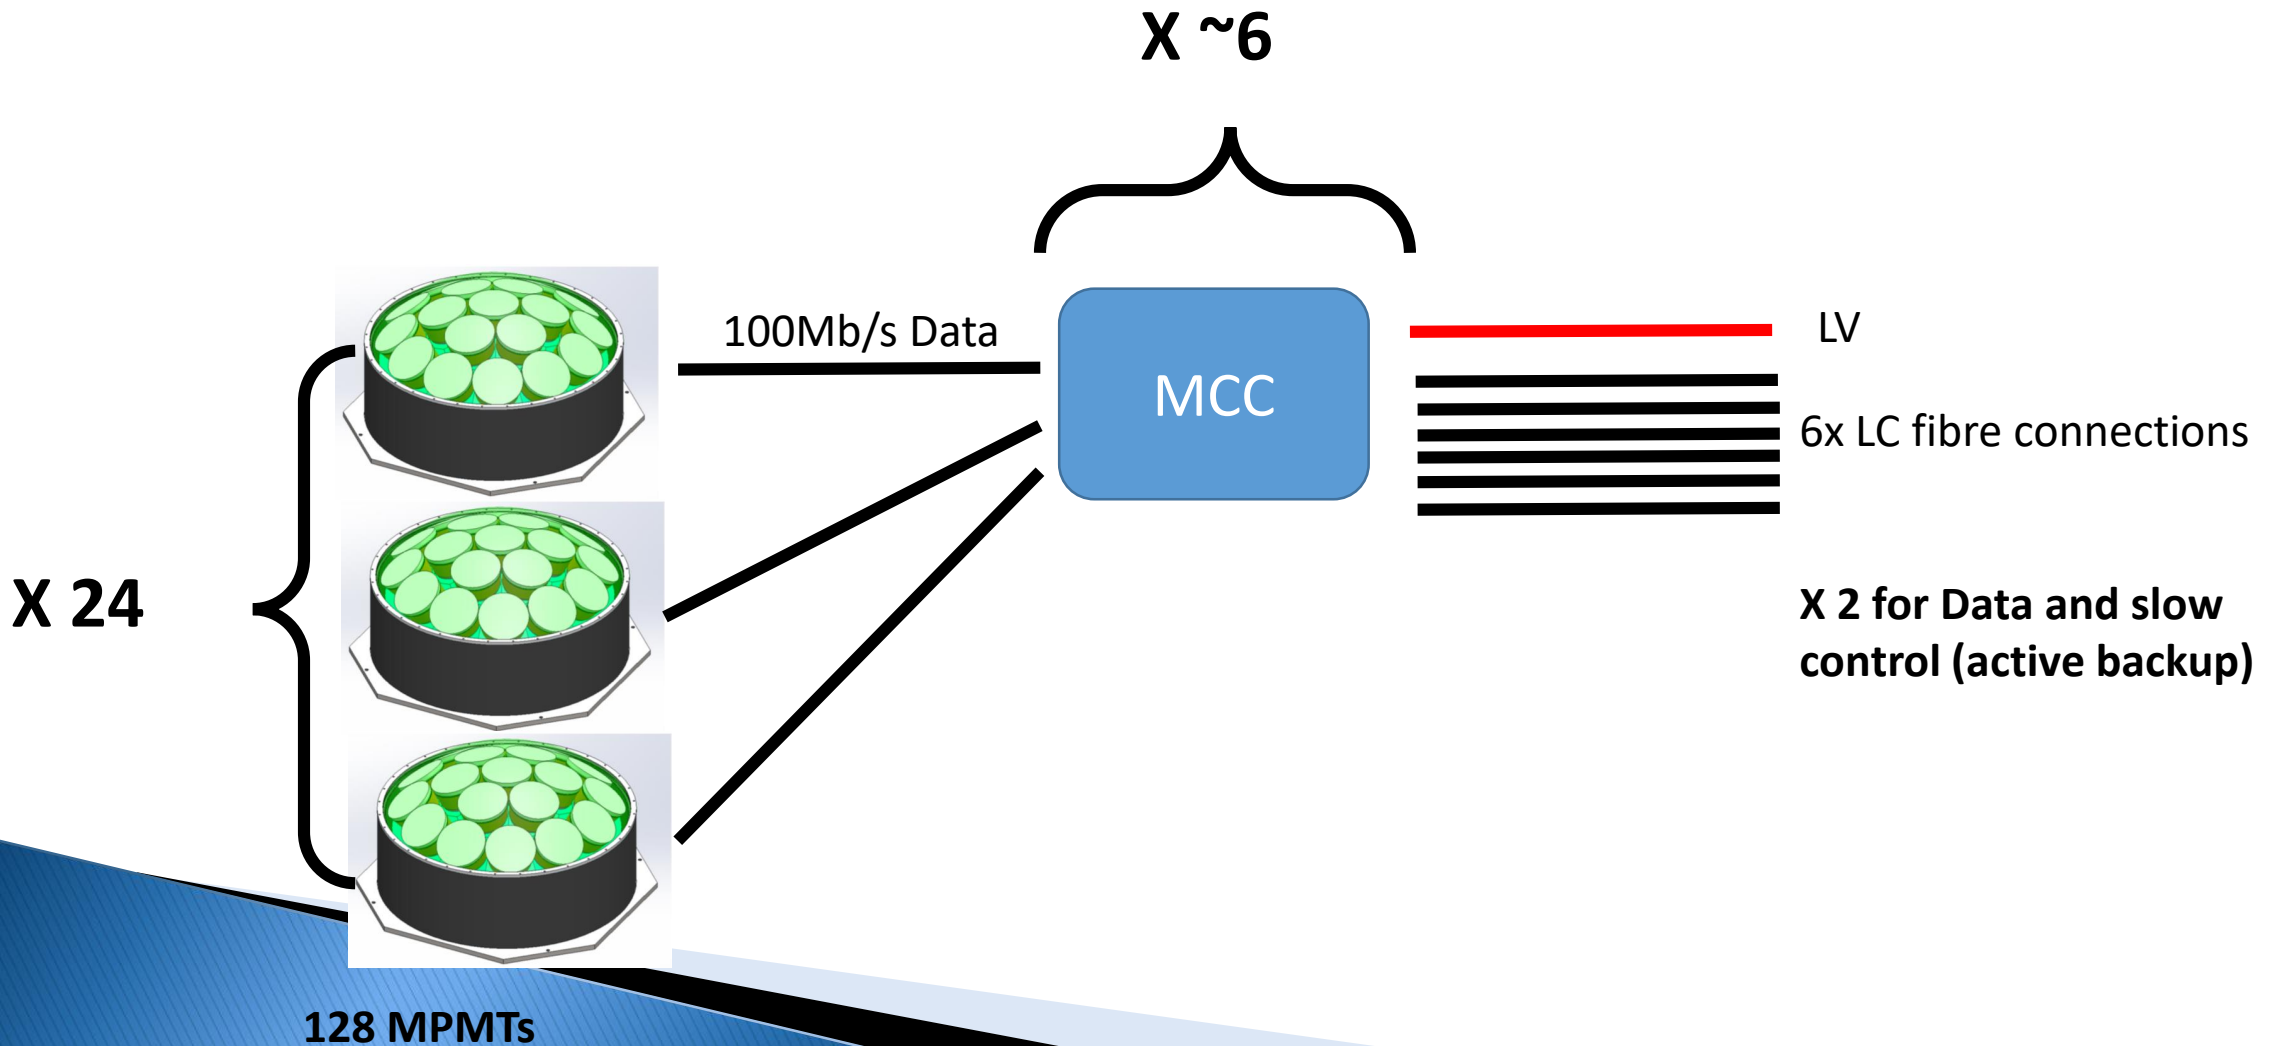 X ~6
100Mb/s Data
MCC
LV
6x LC fibre connections
X 24
X 2 for Data and slow
control (active backup)
128 MPMTs